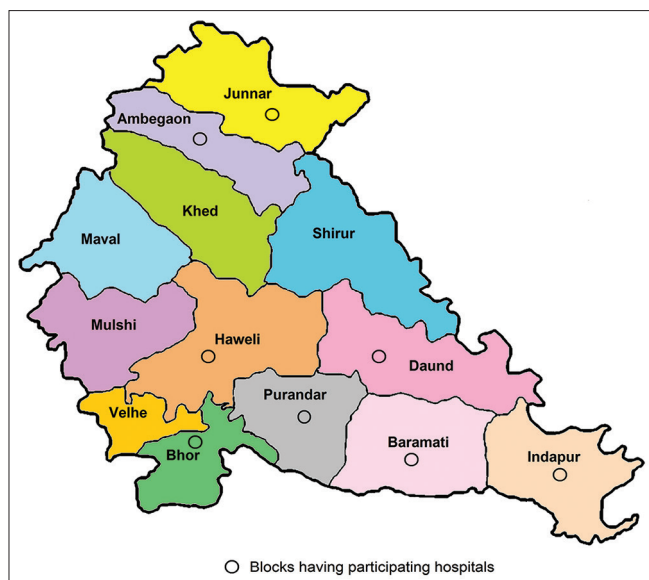 Junnar
Ambegaon
Khed
Shirur
Maval
Mulshi
Haweli
Daund
Velhe
Purandar
Bhor
Baramati
Indapur
Blocks having participating hospitals